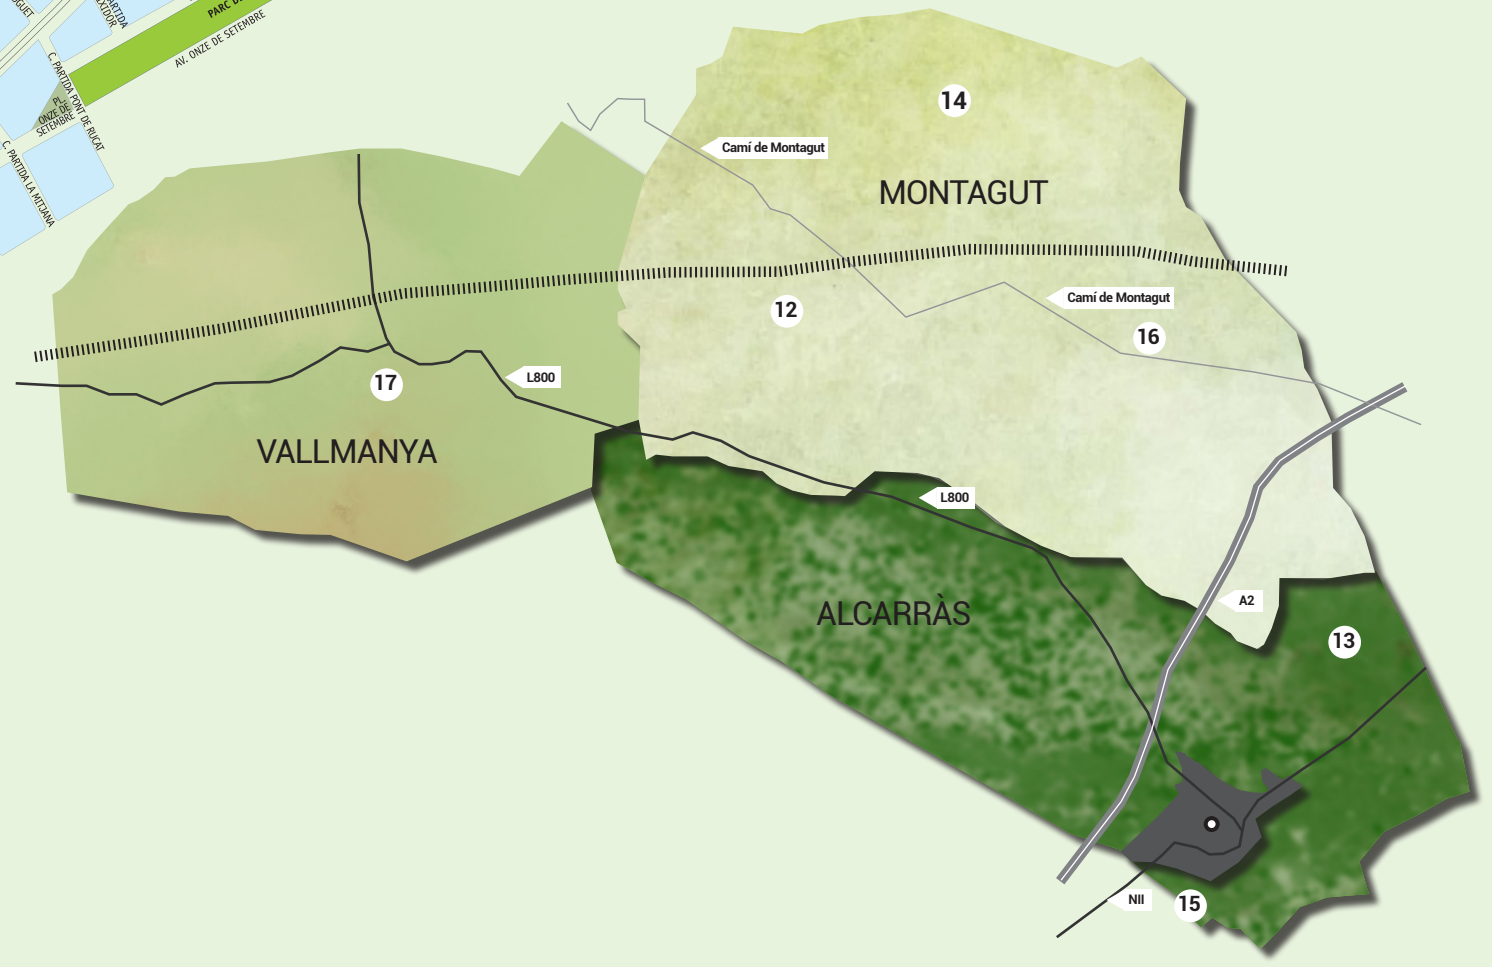 PARTIDA
PARC D
AV. ONZE DE SETEMBRE
C. PARTIDA PONT DE RUCAT
PL.
ONZE DE
SETEMBRE
C. PARTIDA LA MITJANA
14
Camí de Montagut
MONTAGUT
Camí de Montagut
12
16
17
L800
VALLMANYA
L800
A2
ALCARRÀS
13
NII
15